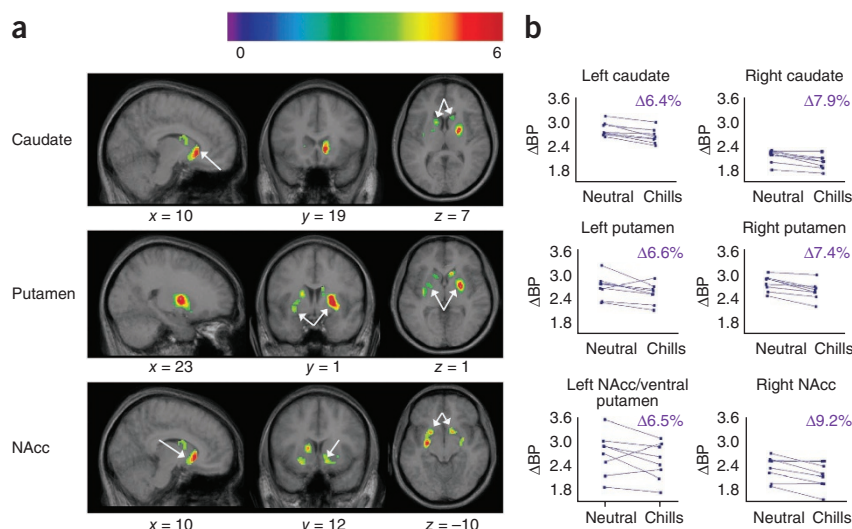 a
0 6
Caudate
x = 10 y = 19 z = 7
Putamen
x = 23 y = 1 z = 1
NAcc
x = 10 y = 12 z = –10
b
Left caudate
Δ6.4%
ΔBP
3.6
3.0
2.4
1.8
Neutral Chills
Right caudate
Δ7.9%
ΔBP
3.6
3.0
2.4
1.8
Neutral Chills
Left putamen
Δ6.6%
ΔBP
3.6
3.0
2.4
1.8
Neutral Chills
Right putamen
Δ7.4%
ΔBP
3.6
3.0
2.4
1.8
Neutral Chills
Left NAcc/ventral
putamen
Δ6.5%
ΔBP
3.6
3.0
2.4
1.8
Neutral Chills
Right NAcc
Δ9.2%
ΔBP
3.6
3.0
2.4
1.8
Neutral Chills